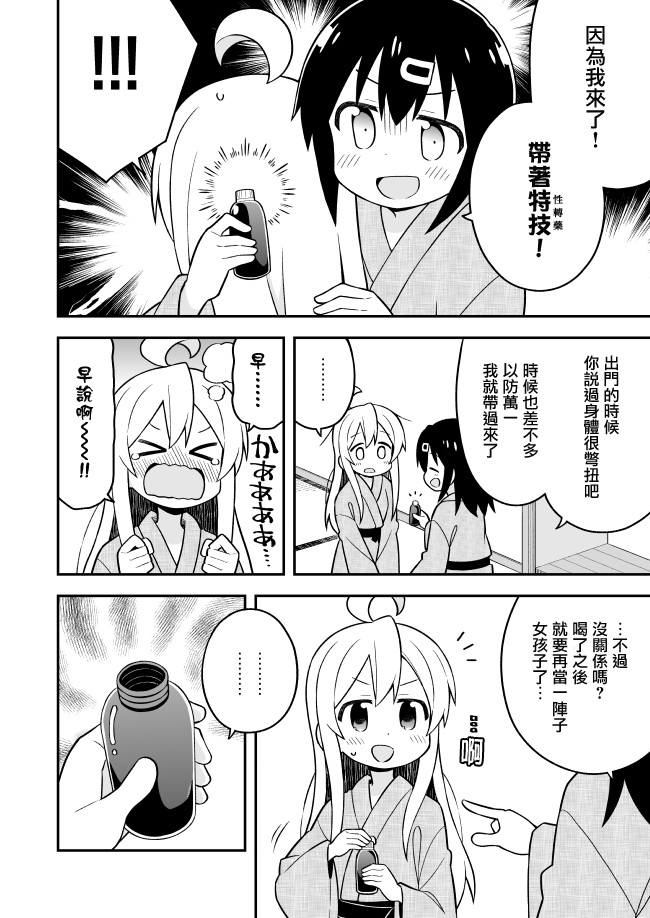 因為我來了！
帶著特技！
性轉藥
!!!
出門的時候
你說過身體很彆扭吧
時候也差不多
以防萬一
我就帶過來了
………
早……
かああああ…
早說啊～～～!!
…不過
沒關係嗎？
喝了之後
就要再當一陣子
女孩子了…
…啊
………